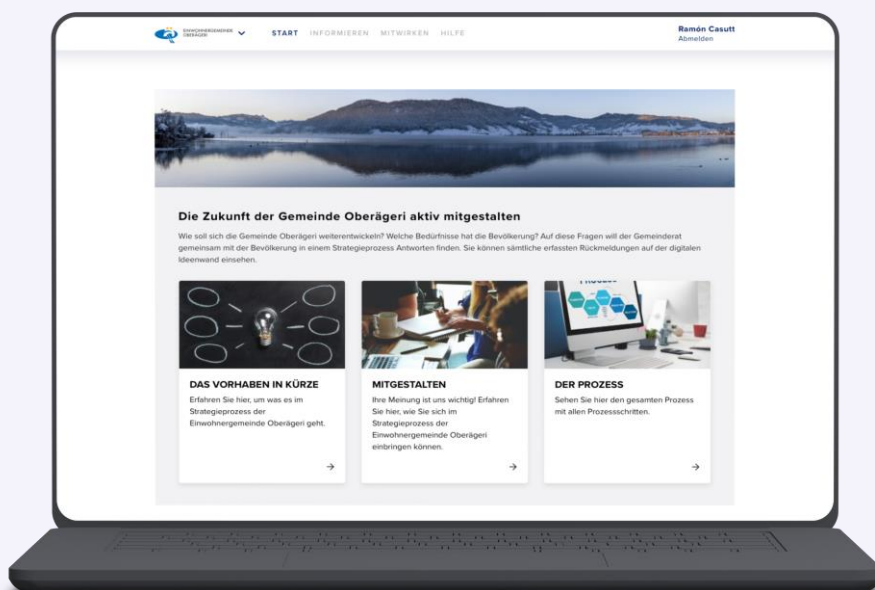 EINWOHNERGEMEINDE
OBERÄGERI
START INFORMIEREN MITWIRKEN HILFE
Ramón Casutt
Abmelden
Die Zukunft der Gemeinde Oberägeri aktiv mitgestalten
Wie soll sich die Gemeinde Oberägeri weiterentwickeln? Welche Bedürfnisse hat die Bevölkerung? Auf diese Fragen will der Gemeinderat
gemeinsam mit der Bevölkerung in einem Strategieprozess Antworten finden. Sie können sämtliche erfassten Rückmeldungen auf der digitalen
Ideenwand einsehen.
DAS VORHABEN IN KÜRZE
Erfahren Sie hier, um was es im
Strategieprozess der
Einwohnergemeinde Oberägeri geht.
MITGESTALTEN
Ihre Meinung ist uns wichtig! Erfahren
Sie hier, wie Sie sich im
Strategieprozess der
Einwohnergemeinde Oberägeri
einbringen können.
DER PROZESS
Sehen Sie hier den gesamten Prozess
mit allen Prozessschritten.